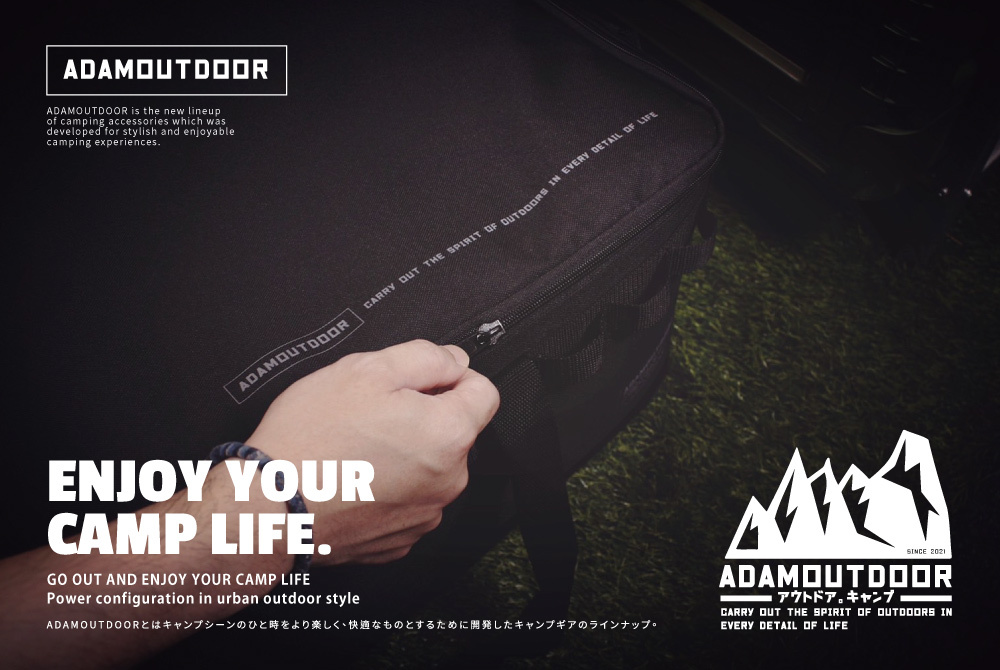 ADAMOUTDOOR
ADAMOUTDOOR is the new lineup
of camping accessories which was
developed for stylish and enjoyable
camping experiences.
ADAMOUTDOOR CARRY OUT THE SPIRIT OF OUTDOORS IN EVERY DETAIL OF LIFE
ENJOY YOUR
CAMP LIFE.
GO OUT AND ENJOY YOUR CAMP LIFE
Power configuration in urban outdoor style
ADAMOUTDOORとはキャンプシーンのひと時をより楽しく、快適なものとするために開発したキャンプギアのラインナップ。
SINCE 2021
ADAMOUTDOOR
アウトドア。キャンプ
CARRY OUT THE SPIRIT OF OUTDOORS IN
EVERY DETAIL OF LIFE